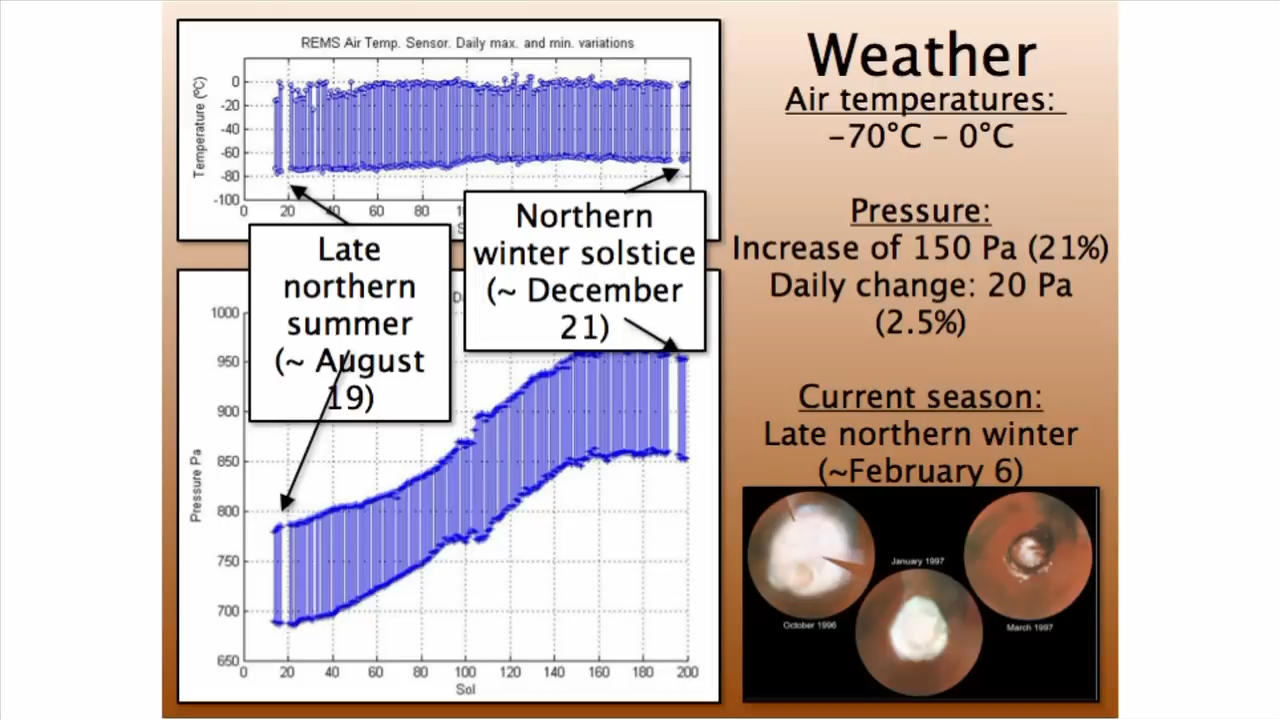 REMS Air Temp. Sensor. Daily max. and min. variations
Temperature (ºC)
0
-20
-40
-60
-80
-100
0 20 40 60 80
Late
northern
summer
(~ August
19)
Northern
winter solstice
(~ December
21)
Pressure Pa
1000
950
900
850
800
750
700
650
0 20 40 60 80 100 120 140 160 180 200
Sol
Weather
Air temperatures:
-70°C – 0°C
Pressure:
Increase of 150 Pa (21%)
Daily change: 20 Pa
(2.5%)
Current season:
Late northern winter
(~February 6)
October 1996
January 1997
March 1997